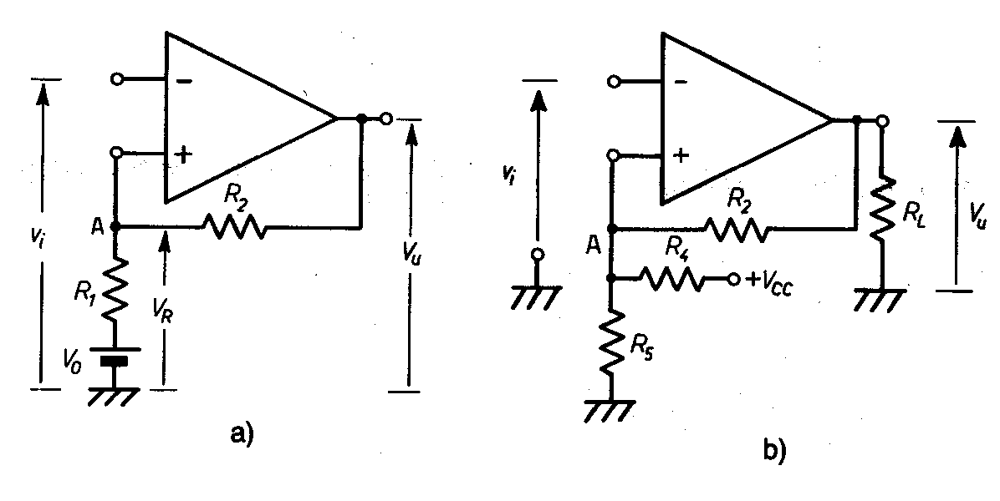 −
+
R2
A
vi
R1
VR
V0
Vu
a)
−
+
vi
R2
A
R4
+VCC
R5
RL
Vu
b)